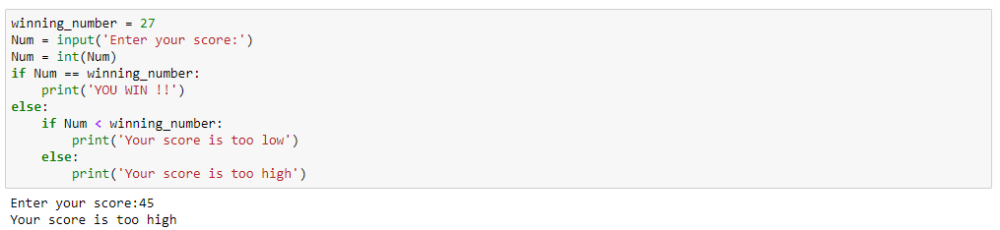 winning_number = 27
Num = input('Enter your score:')
Num = int(Num)
if Num == winning_number:
    print('YOU WIN !!')
else:
    if Num < winning_number:
        print('Your score is too low')
    else:
        print('Your score is too high')
Enter your score:45
Your score is too high